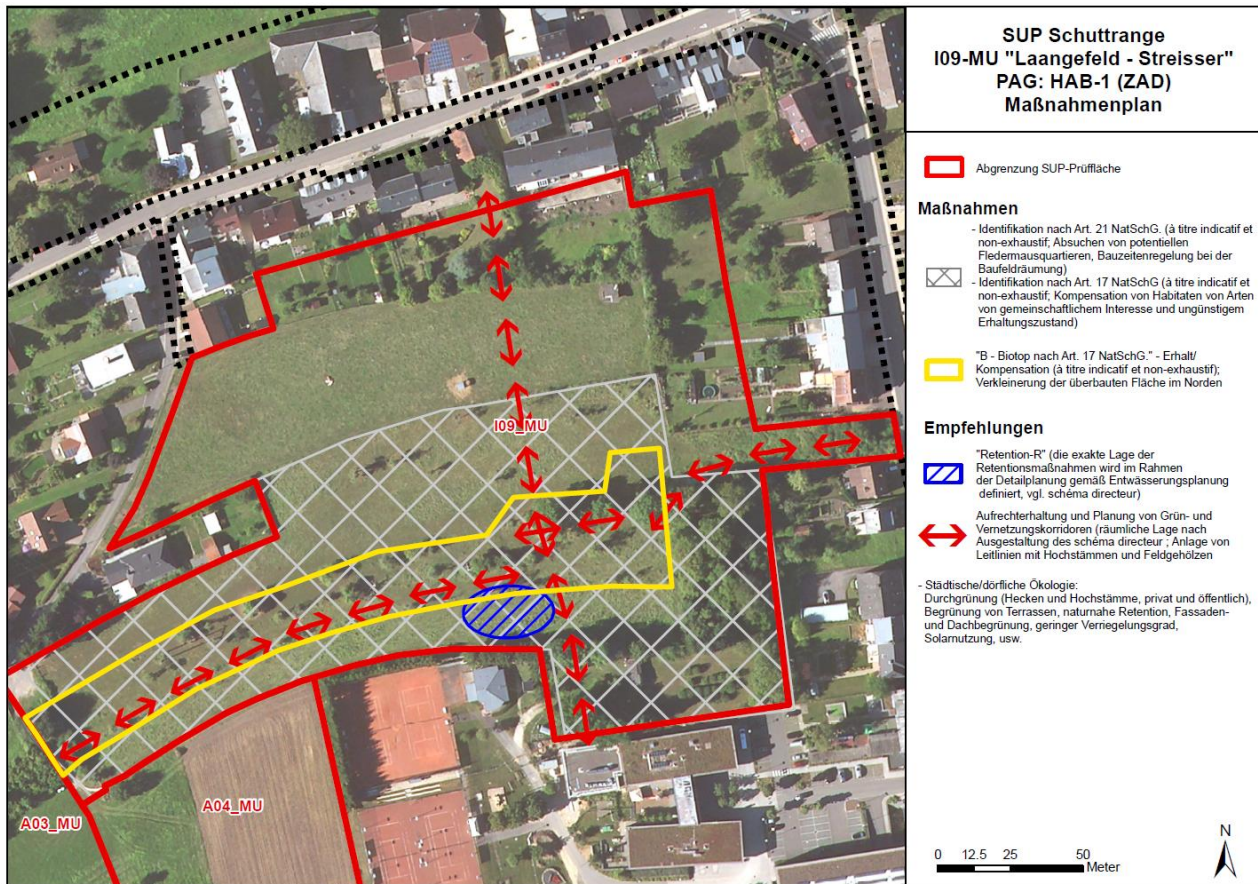 SUP Schuttrange
I09-MU "Laangefeld - Streisser"
PAG: HAB-1 (ZAD)
Maßnahmenplan
Abgrenzung SUP-Prüffläche
Maßnahmen
- Identifikation nach Art. 21 NatSchG. (à titre indicatif et
non-exhaustif; Absuchen von potentiellen
Fledermausquartieren, Bauzeitenregelung bei der
Baufeldräumung)
- Identifikation nach Art. 17 NatSchG (à titre indicatif et
non-exhaustif; Kompensation von Habitaten von Arten
von gemeinschaftlichem Interesse und ungünstigem
Erhaltungszustand)
"B - Biotop nach Art. 17 NatSchG." - Erhalt/
Kompensation (à titre indicatif et non-exhaustif);
Verkleinerung der überbauten Fläche im Norden
Empfehlungen
"Retention-R" (die exakte Lage der
Retentionsmaßnahmen wird im Rahmen
der Detailplanung gemäß Entwässerungsplanung
definiert, vgl. schéma directeur)
Aufrechterhaltung und Planung von Grün- und
Vernetzungskorridoren (räumliche Lage nach
Ausgestaltung des schéma directeur ; Anlage von
Leitlinien mit Hochstämmen und Feldgehölzen
- Städtische/dörfliche Ökologie:
Durchgrünung (Hecken und Hochstämme, privat und öffentlich),
Begrünung von Terrassen, naturnahe Retention, Fassaden-
und Dachbegrünung, geringer Verriegelungsgrad,
Solarnutzung, usw.
I09_MU
A04_MU
A03_MU
N
0 12.5 25 50
Meter